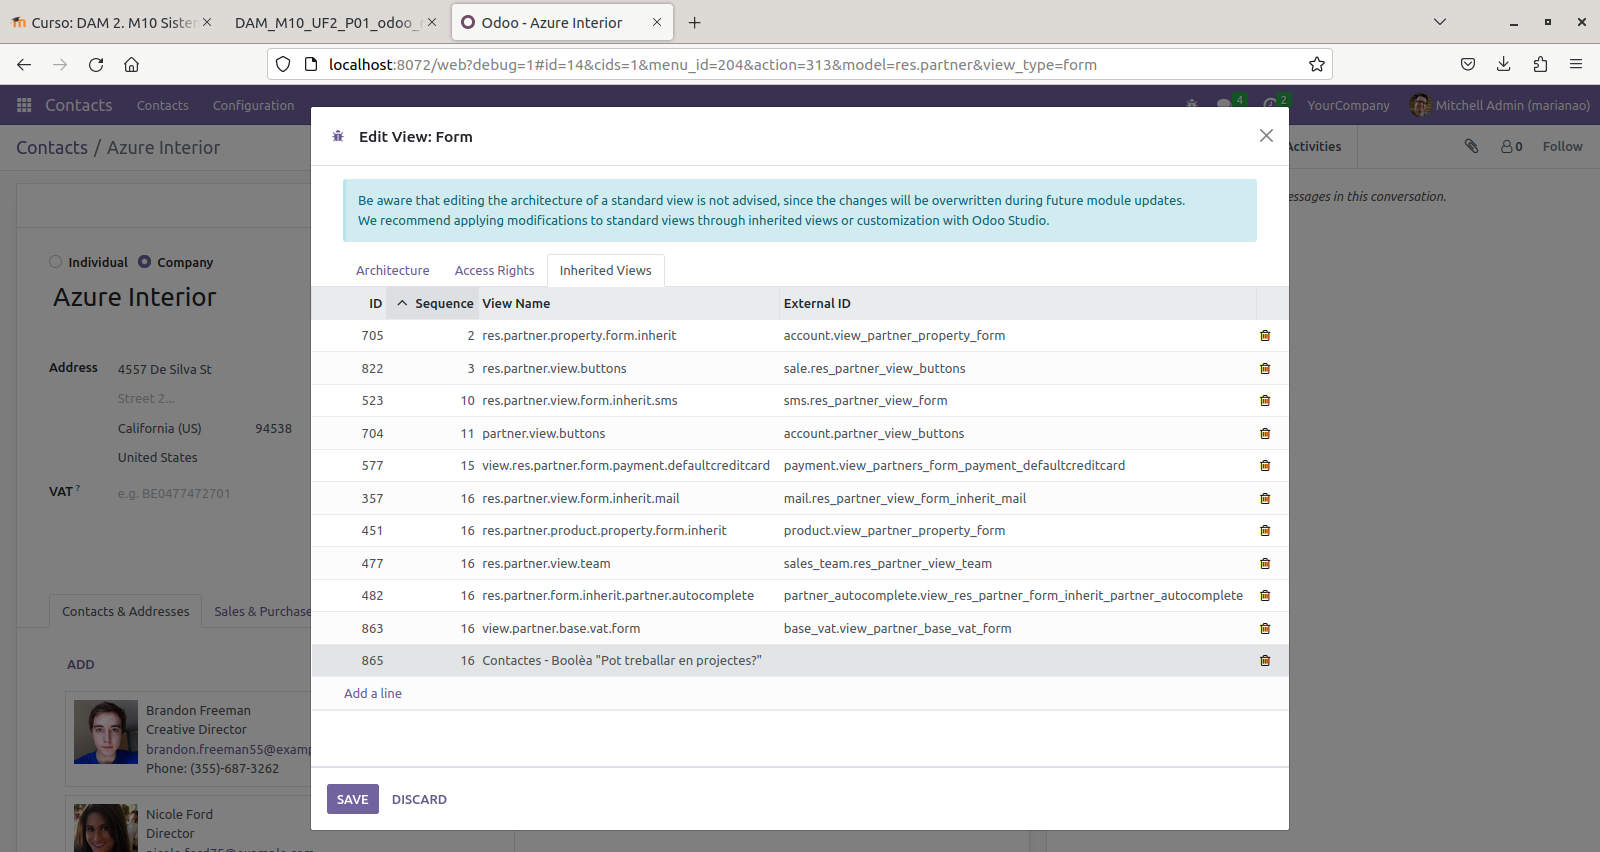 Curso: DAM 2. M10 Siste
DAM_M10_UF2_P01_odoo_
Odoo - Azure Interior
localhost:8072/web?debug=1#id=14&cids=1&menu_id=204&action=313&model=res.partner&view_type=form
Contacts
Contacts
Configuration
4
2
YourCompany
Mitchell Admin (marianao)
Contacts / Azure Interior
Activities
0
Follow
essages in this conversation.
Individual
Company
Azure Interior
Address
4557 De Silva St
Street 2...
California (US)
94538
United States
VAT ?
e.g. BE0477472701
Contacts & Addresses
Sales & Purchase
ADD
Brandon Freeman
Creative Director
brandon.freeman55@examp
Phone: (355)-687-3262
Nicole Ford
Director
nicole.ford75@example.com
Edit View: Form
Be aware that editing the architecture of a standard view is not advised, since the changes will be overwritten during future module updates.
We recommend applying modifications to standard views through inherited views or customization with Odoo Studio.
Architecture
Access Rights
Inherited Views
ID Sequence View Name External ID
705 2 res.partner.property.form.inherit account.view_partner_property_form
822 3 res.partner.view.buttons sale.res_partner_view_buttons
523 10 res.partner.view.form.inherit.sms sms.res_partner_view_form
704 11 partner.view.buttons account.partner_view_buttons
577 15 view.res.partner.form.payment.defaultcreditcard payment.view_partners_form_payment_defaultcreditcard
357 16 res.partner.view.form.inherit.mail mail.res_partner_view_form_inherit_mail
451 16 res.partner.product.property.form.inherit product.view_partner_property_form
477 16 res.partner.view.team sales_team.res_partner_view_team
482 16 res.partner.form.inherit.partner.autocomplete partner_autocomplete.view_res_partner_form_inherit_partner_autocomplete
863 16 view.partner.base.vat.form base_vat.view_partner_base_vat_form
865 16 Contactes - Boolèa "Pot treballar en projectes?"
Add a line
SAVE
DISCARD